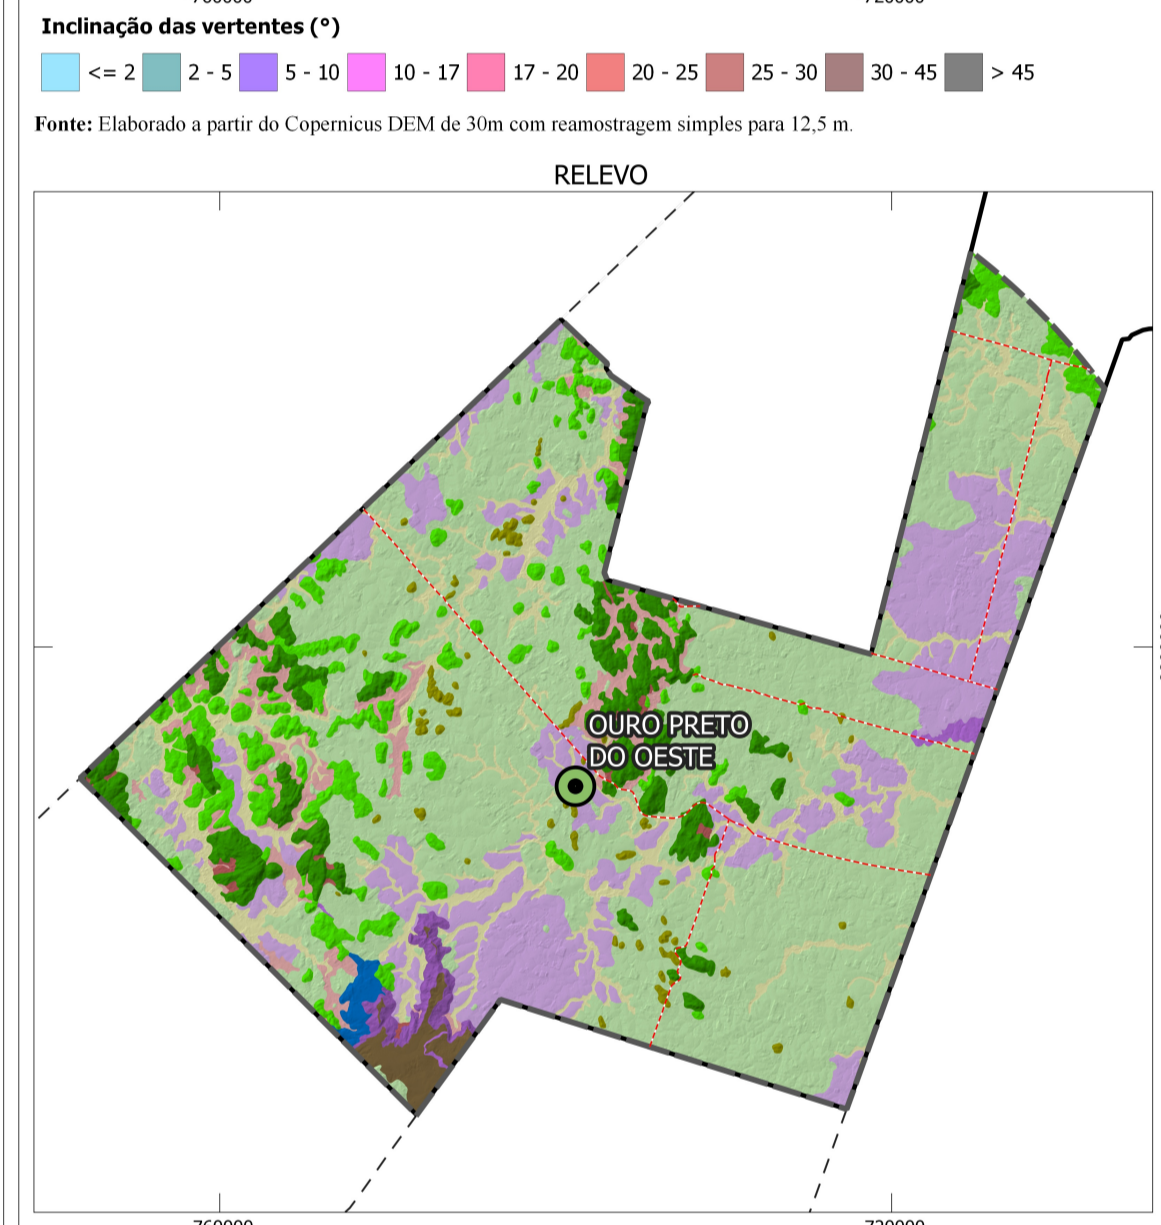 Inclinação das vertentes (°)
<= 2 2 - 5 5 - 10 10 - 17 17 - 20 20 - 25 25 - 30 30 - 45 > 45
Fonte: Elaborado a partir do Copernicus DEM de 30m com reamostragem simples para 12,5 m.
RELEVO
OURO PRETO
DO OESTE